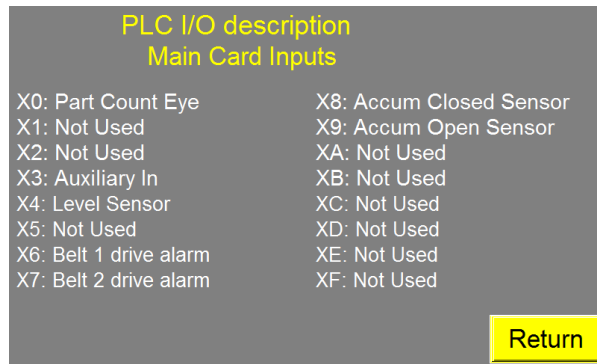 PLC I/O description
Main Card Inputs
X0: Part Count Eye
X1: Not Used
X2: Not Used
X3: Auxiliary In
X4: Level Sensor
X5: Not Used
X6: Belt 1 drive alarm
X7: Belt 2 drive alarm
X8: Accum Closed Sensor
X9: Accum Open Sensor
XA: Not Used
XB: Not Used
XC: Not Used
XD: Not Used
XE: Not Used
XF: Not Used
Return